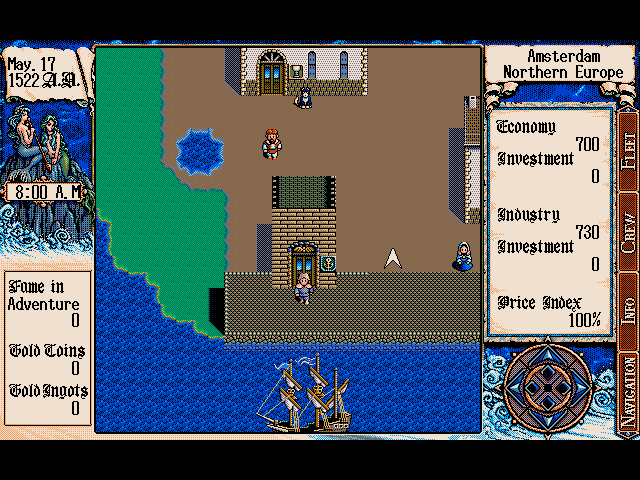 May. 17
1522 A.D.
8:00 A.M
Fame in
Adventure
0
Gold Coins
0
Gold Ingots
0
Amsterdam
Northern Europe
Economy
700
Investment
0
Industry
730
Investment
0
Price Index
100%
FLEET
CREW
INFO
NAVIGATION